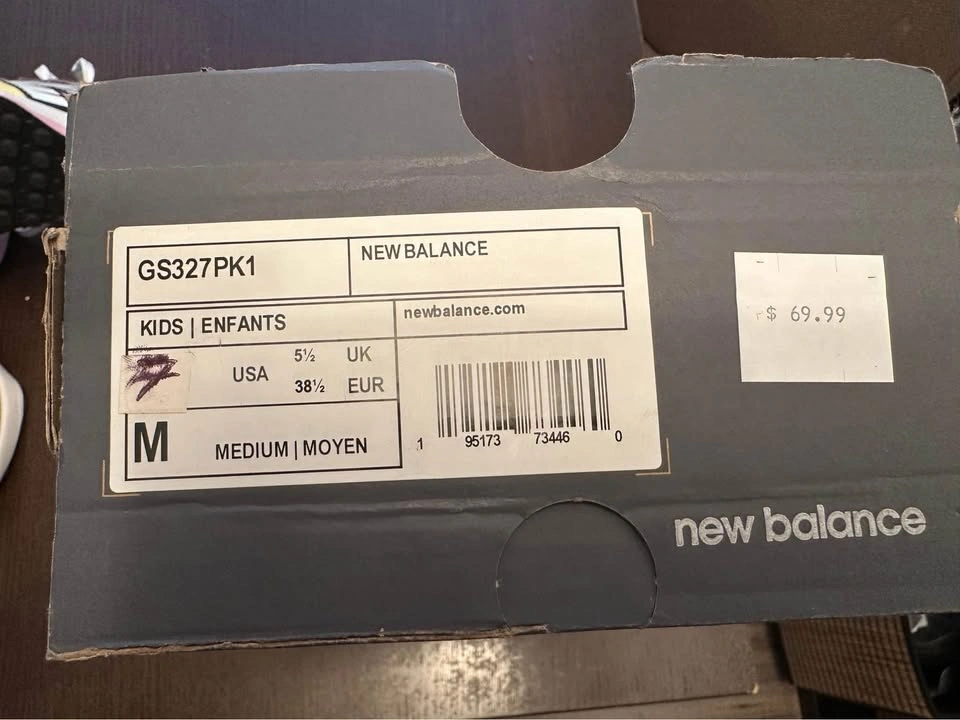 GS327PK1
NEW BALANCE
KIDS | ENFANTS
newbalance.com
7
USA
5½ UK
38½ EUR
M
MEDIUM | MOYEN
1 95173 73446 0
$ 69.99
new balance